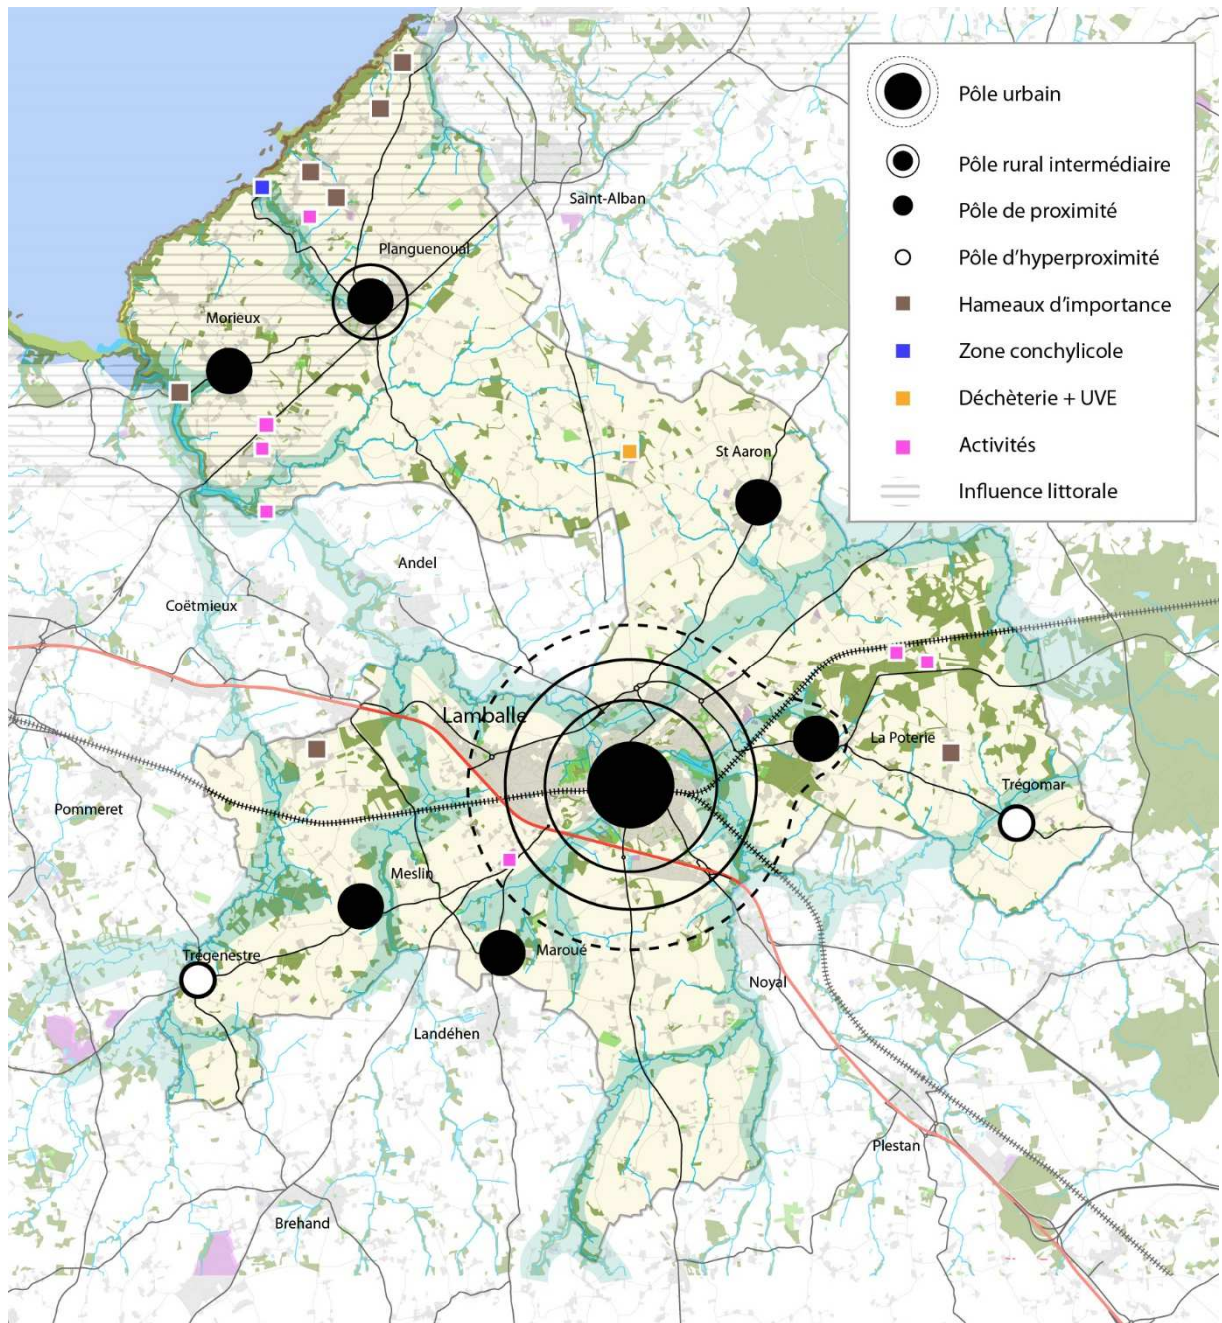 Pôle urbain
Pôle rural intermédiaire
Pôle de proximité
Pôle d'hyperproximité
Hameaux d'importance
Zone conchylicole
Déchèterie + UVE
Activités
Influence littorale
Saint-Alban
Planguenoual
Morieux
St Aaron
Andel
Coëtmieux
Lamballe
La Poterie
Trégomar
Pommeret
Meslin
Maroué
Trégenestre
Noyal
Landéhen
Plestan
Brehand